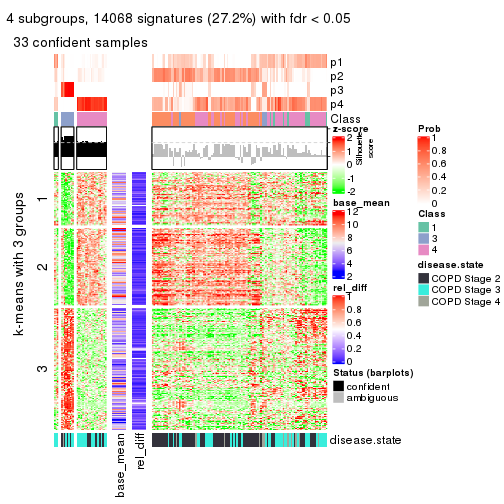 4 subgroups, 14068 signatures (27.2%) with fdr < 0.05
33 confident samples
p1
p2
p3
p4
Class
Silhouette
score
1
2
3
k-means with 3 groups
base_mean
rel_diff
disease.state
z-score
2
1
0
-1
-2
base_mean
12
10
8
6
4
2
rel_diff
1
0.8
0.6
0.4
0.2
0
Status (barplots)
confident
ambiguous
Prob
1
0.8
0.6
0.4
0.2
0
Class
1
3
4
disease.state
COPD Stage 2
COPD Stage 3
COPD Stage 4